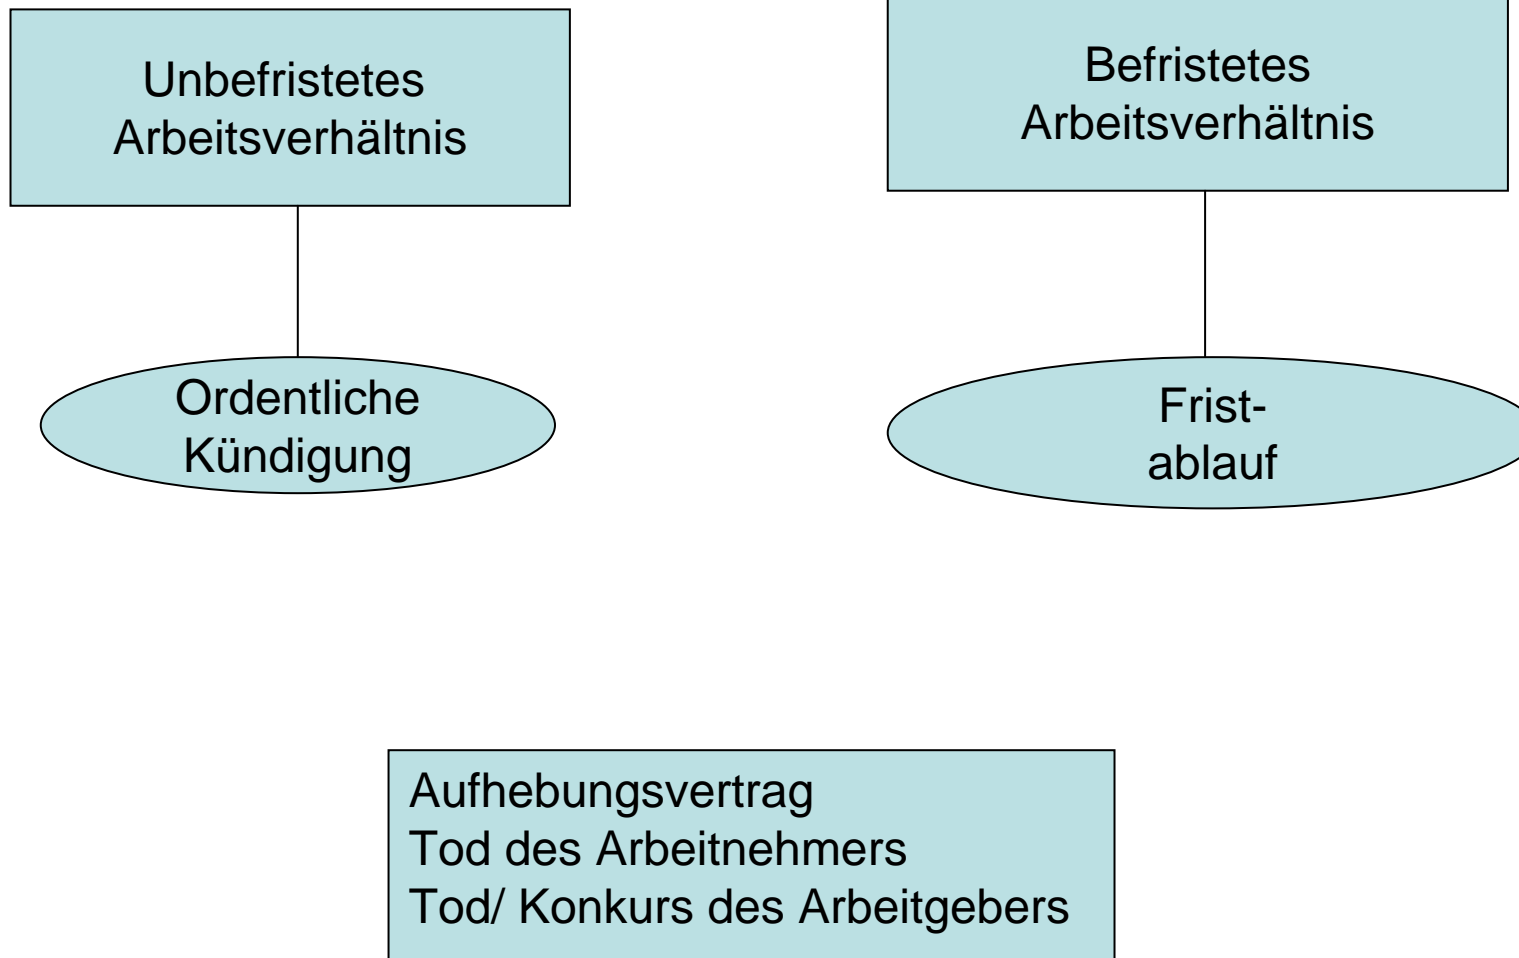 Unbefristetes
Arbeitsverhältnis
Befristetes
Arbeitsverhältnis
Ordentliche
Kündigung
Frist-
ablauf
Aufhebungsvertrag
Tod des Arbeitnehmers
Tod/ Konkurs des Arbeitgebers